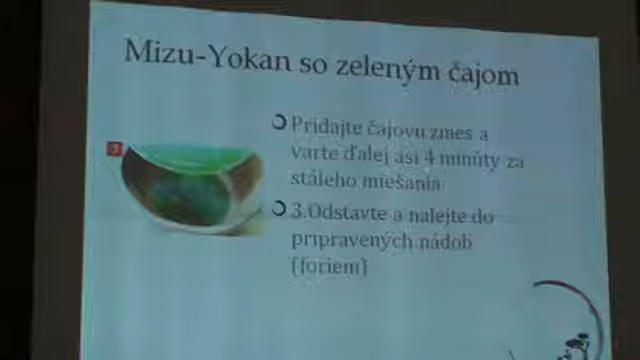 Mizu-Yokan so zeleným čajom
Pridajte čajovu zmes a
varte ďalej asi 4 minúty za
stáleho miešania
3.Odstavte a nalejte do
pripravených nádob
(foriem)